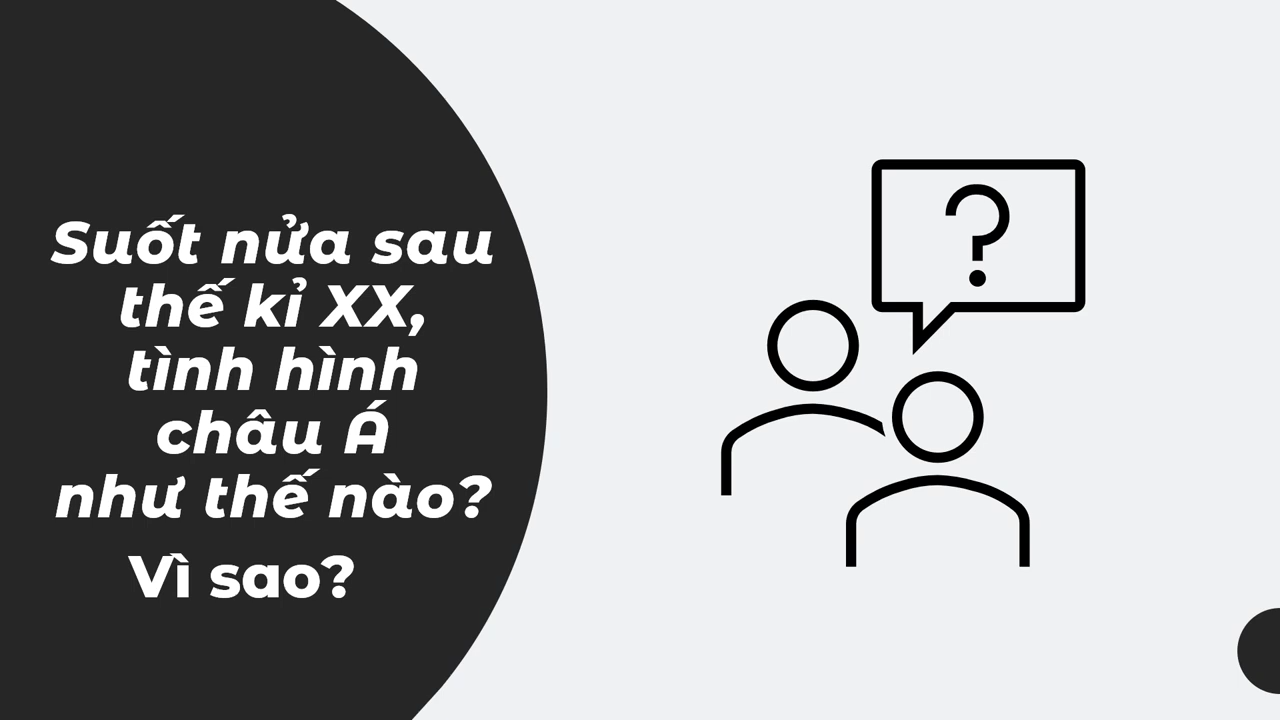 Suốt nửa sau
thế kỉ XX,
tình hình
châu Á
như thế nào?
Vì sao?
?